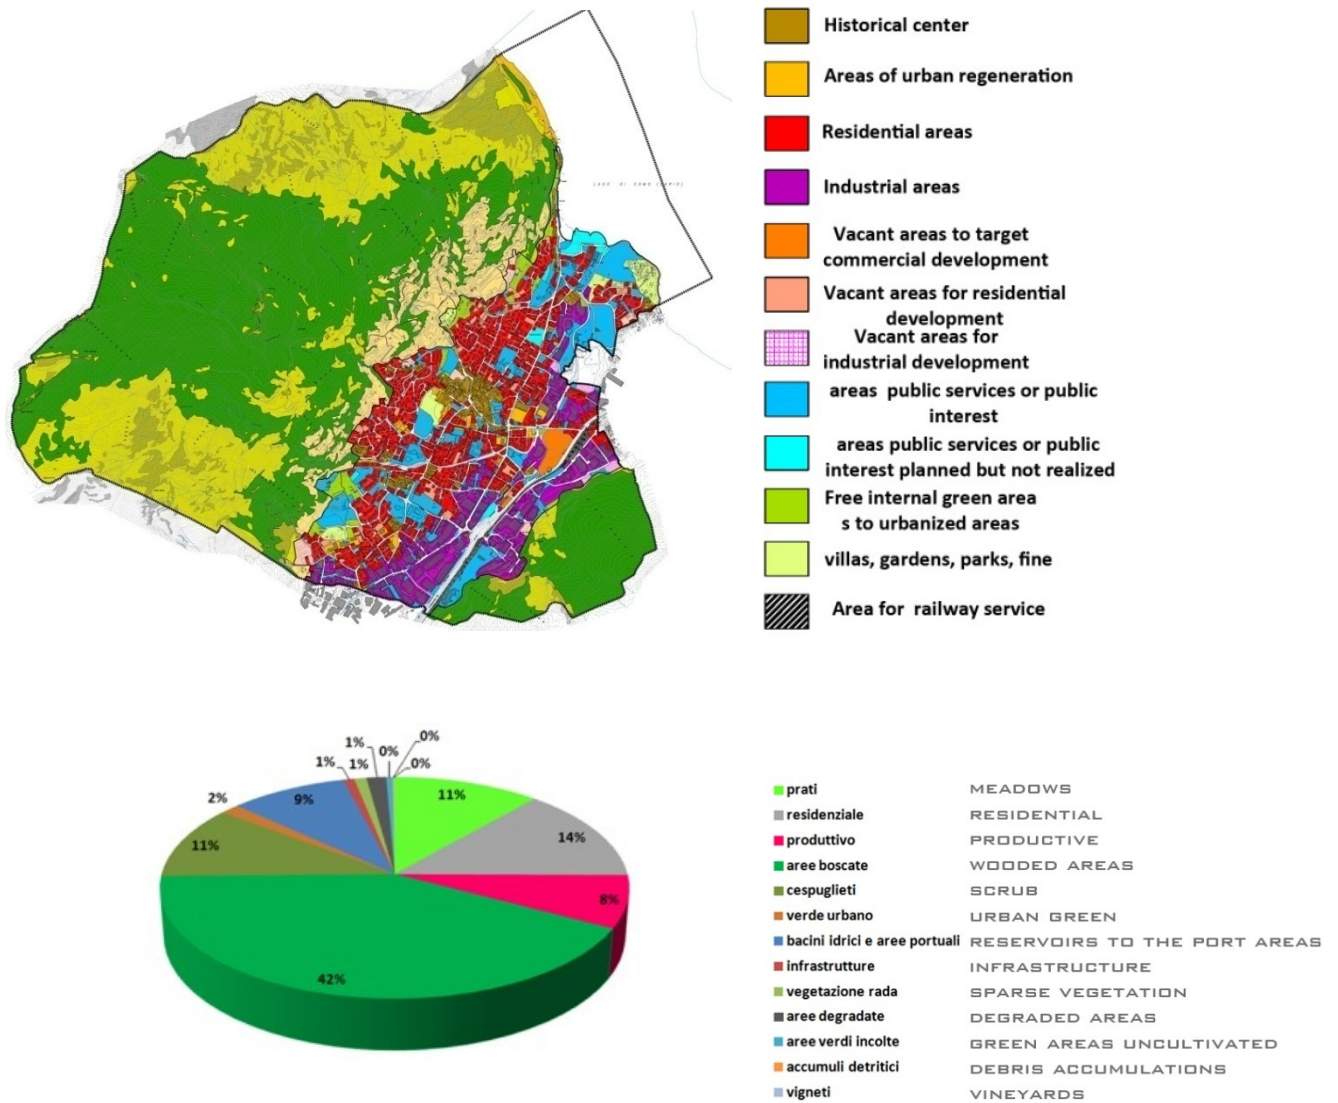 Historical center
Areas of urban regeneration
Residential areas
Industrial areas
Vacant areas to target
commercial development
Vacant areas for residential
development
Vacant areas for
industrial development
areas public services or public
interest
areas public services or public
interest planned but not realized
Free internal green area
s to urbanized areas
villas, gardens, parks, fine
Area for railway service
0%
1%
0%
1%
1%
0%
2%
9%
11%
14%
11%
8%
42%
prati MEADOWS
residenziale RESIDENTIAL
produttivo PRODUCTIVE
aree boscate WOODED AREAS
cespuglieti SCRUB
verde urbano URBAN GREEN
bacini idrici e aree portuali RESERVOIRS TO THE PORT AREAS
infrastrutture INFRASTRUCTURE
vegetazione rada SPARSE VEGETATION
aree degradate DEGRADED AREAS
aree verdi incolte GREEN AREAS UNCULTIVATED
accumuli detritici DEBRIS ACCUMULATIONS
vigneti VINEYARDS